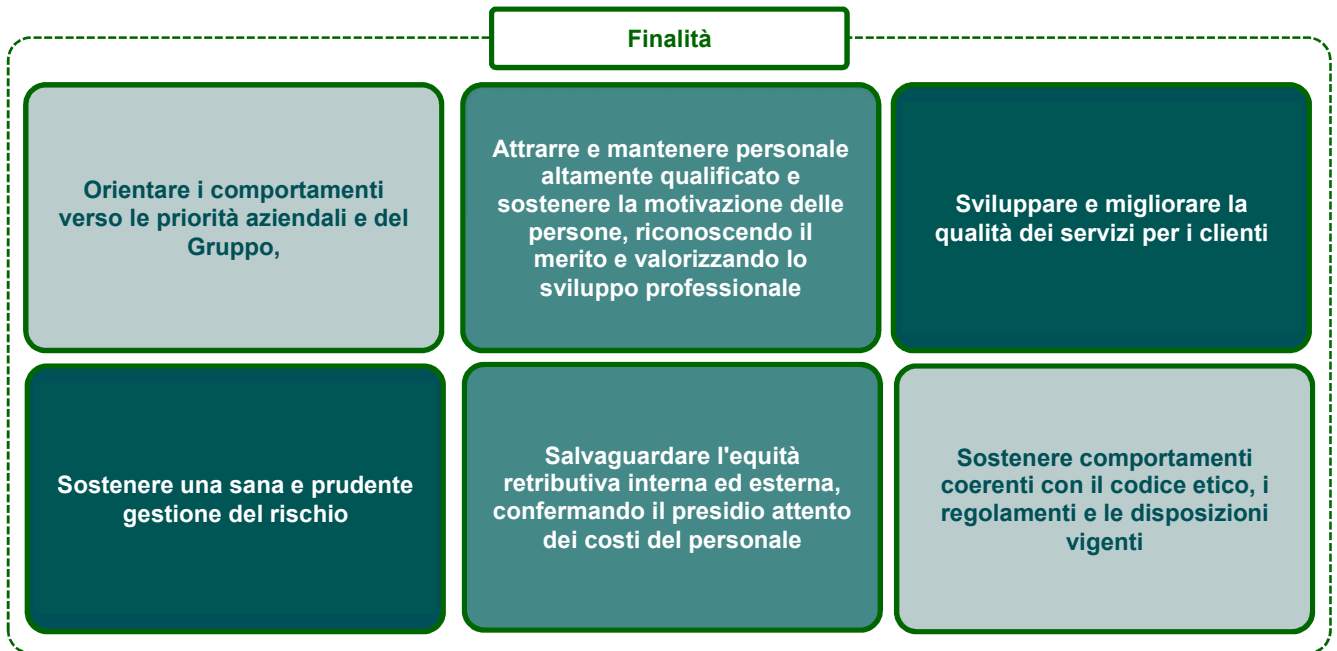 Finalità
Orientare i comportamenti
verso le priorità aziendali e del
Gruppo,
Attrarre e mantenere personale
altamente qualificato e
sostenere la motivazione delle
persone, riconoscendo il
merito e valorizzando lo
sviluppo professionale
Sviluppare e migliorare la
qualità dei servizi per i clienti
Sostenere una sana e prudente
gestione del rischio
Salvaguardare l'equità
retributiva interna ed esterna,
confermando il presidio attento
dei costi del personale
Sostenere comportamenti
coerenti con il codice etico, i
regolamenti e le disposizioni
vigenti